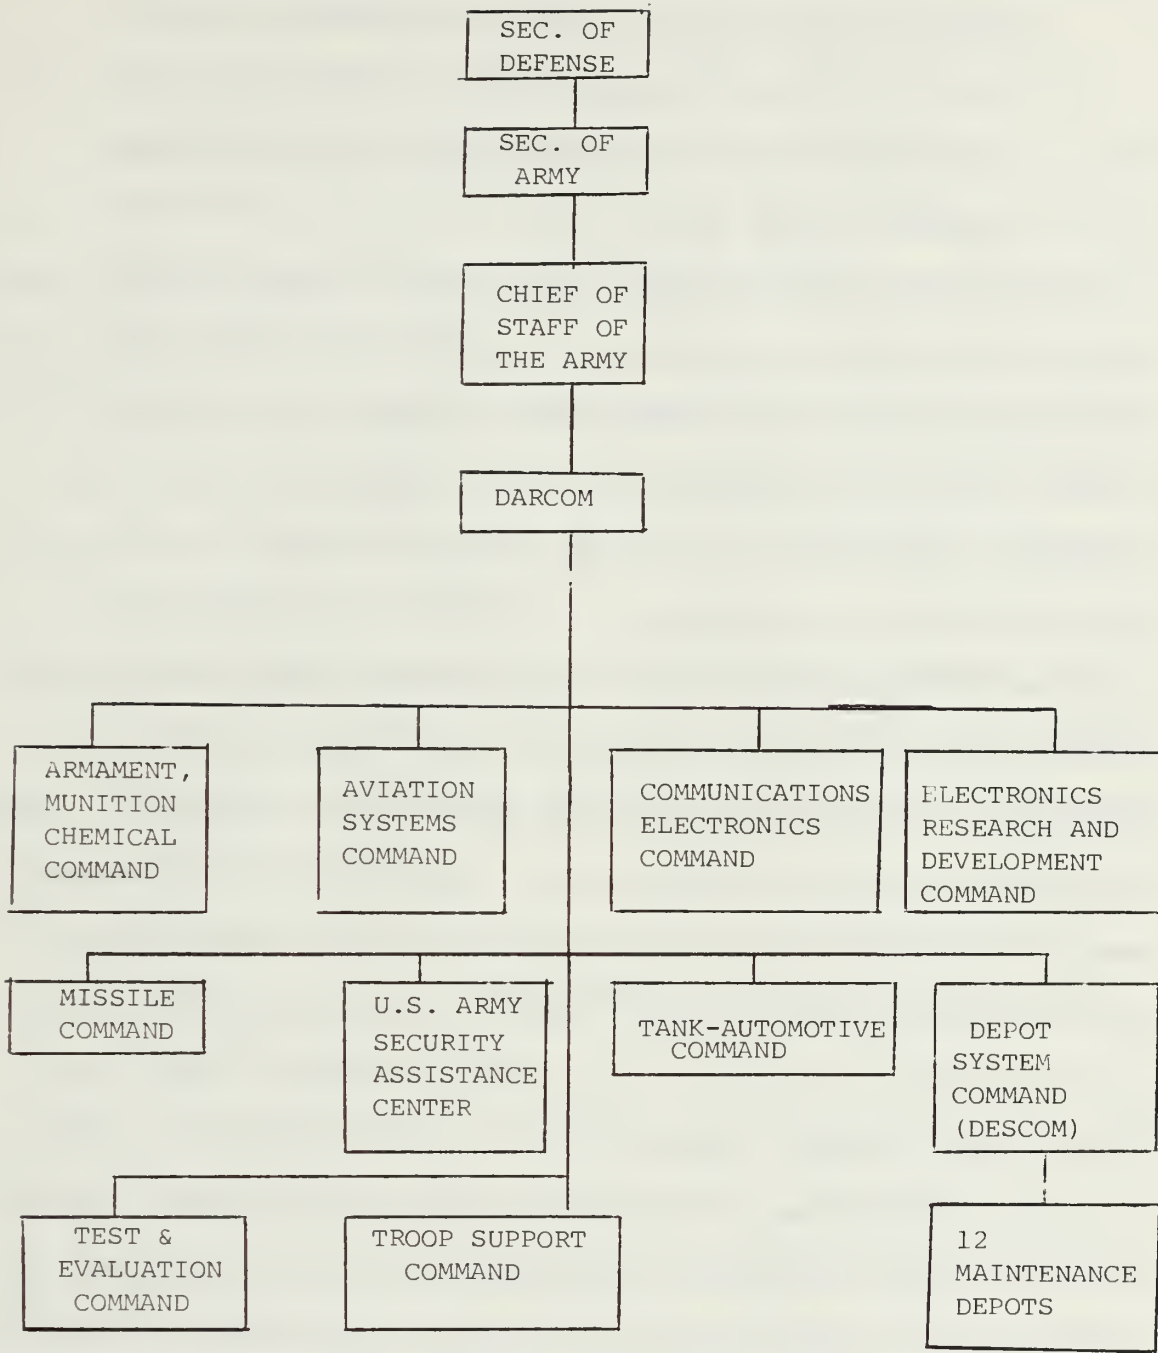 SEC. OF
DEFENSE
SEC. OF
ARMY
CHIEF OF
STAFF OF
THE ARMY
DARCOM
ARMAMENT,
MUNITION
CHEMICAL
COMMAND
AVIATION
SYSTEMS
COMMAND
COMMUNICATIONS
ELECTRONICS
COMMAND
ELECTRONICS
RESEARCH AND
DEVELOPMENT
COMMAND
MISSILE
COMMAND
U.S. ARMY
SECURITY
ASSISTANCE
CENTER
TANK-AUTOMOTIVE
COMMAND
DEPOT
SYSTEM
COMMAND
(DESCOM)
TEST &
EVALUATION
COMMAND
TROOP SUPPORT
COMMAND
12
MAINTENANCE
DEPOTS